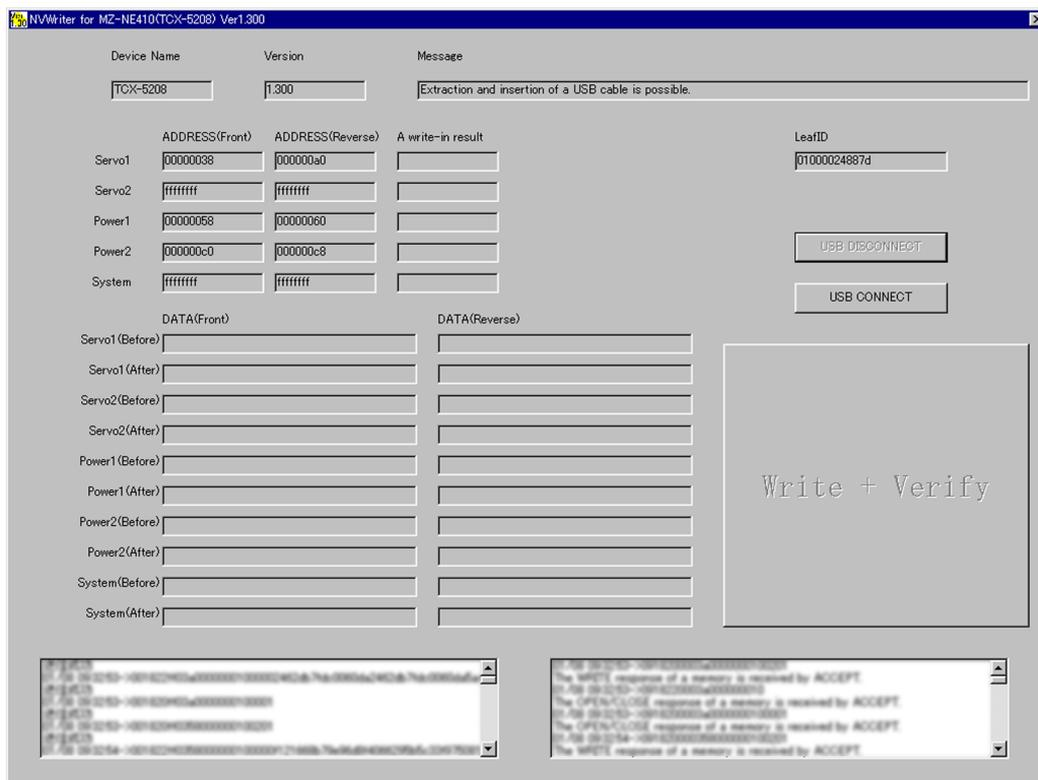 NVWriter for MZ-NE410(TCX-5208) Ver1.300
Device Name Version Message
TCX-5208 1.300 Extraction and insertion of a USB cable is possible.
ADDRESS(Front) ADDRESS(Reverse) A write-in result LeafID
Servo1 00000038 000000a0 01000024887d
Servo2 ffffffff ffffffff
Power1 00000058 00000060
Power2 000000c0 000000c8 USB DISCONNECT
System ffffffff ffffffff
USB CONNECT
DATA(Front) DATA(Reverse)
Servo1(Before)
Servo1(After)
Servo2(Before)
Servo2(After)
Power1(Before)
Power1(After)
Write + Verify
Power2(Before)
Power2(After)
System(Before)
System(After)
The WRITE response of a memory is received by ACCEPT.
The OPEN/CLOSE response of a memory is received by ACCEPT.
The OPEN/CLOSE response of a memory is received by ACCEPT.
The WRITE response of a memory is received by ACCEPT.